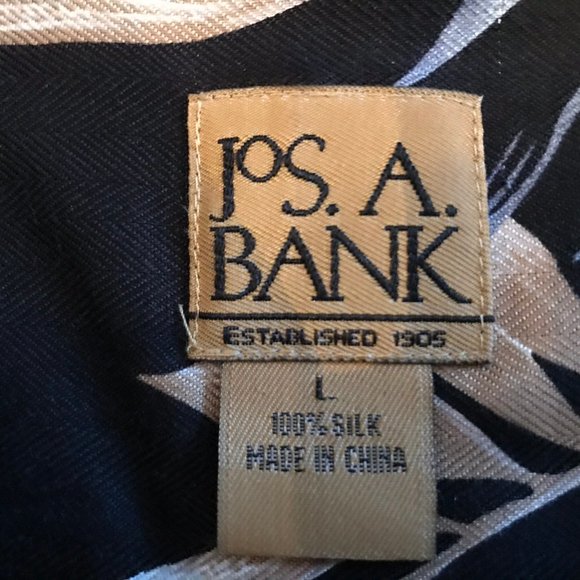 JOS. A.
BANK
ESTABLISHED 1905
L
100% SILK
MADE IN CHINA